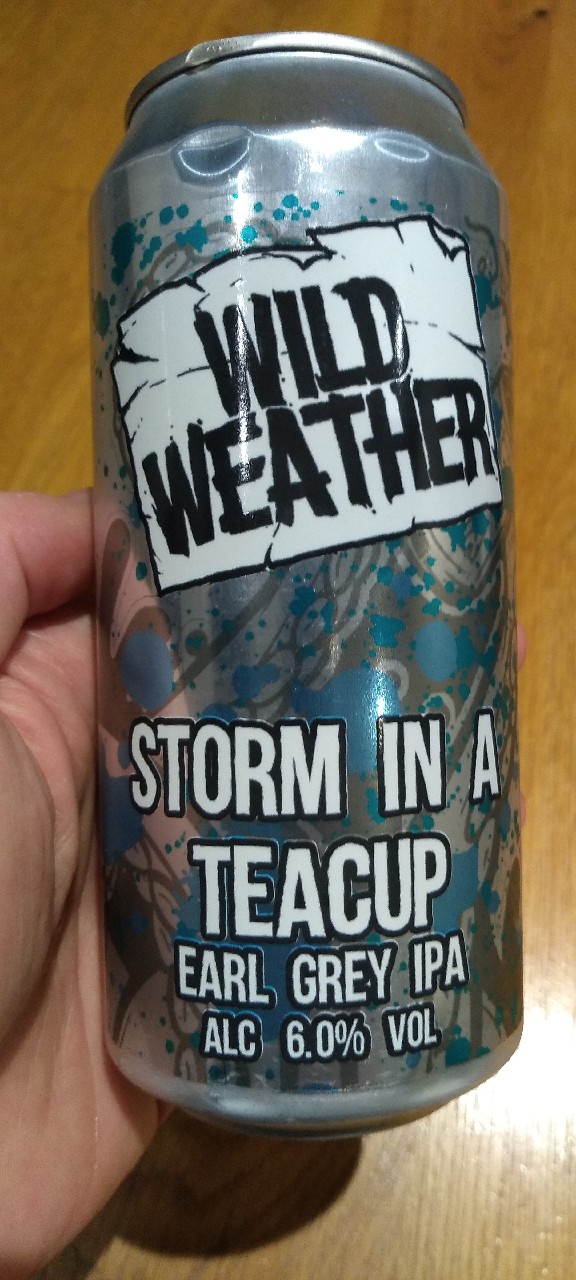 WILD
WEATHER
STORM IN A
TEACUP
EARL GREY IPA
ALC 6.0% VOL